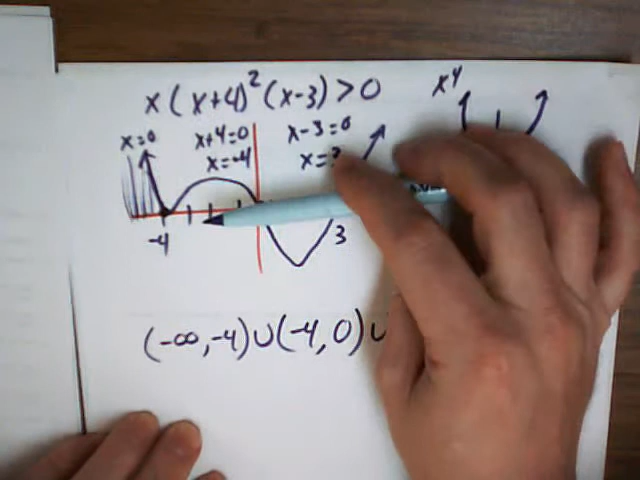 x(x+4)²(x-3)>0
x⁴
x=0 x+4=0 x-3=0
x=-4 x=
-4 3
(-∞,-4)∪(-4,0)∪